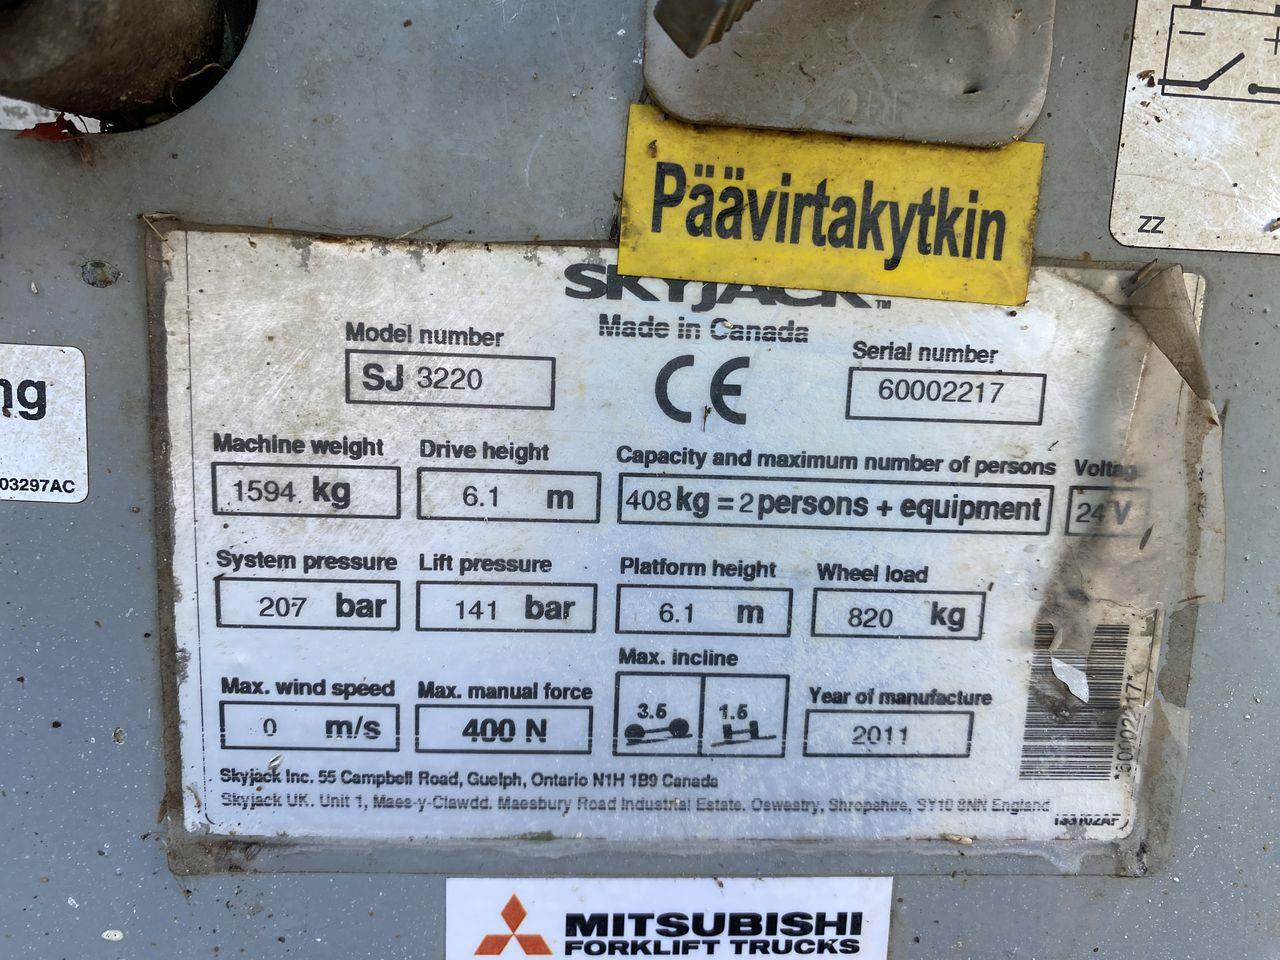 Päävirtakytkin
ZZ
ng
03297AC
SKYJACK™
Made in Canada
CE
Model number
SJ 3220
Serial number
60002217
Machine weight
1594 kg
Drive height
6.1 m
Capacity and maximum number of persons
408 kg = 2 persons + equipment
Voltag
24 V
System pressure
207 bar
Lift pressure
141 bar
Platform height
6.1 m
Wheel load
820 kg
Max. wind speed
0 m/s
Max. manual force
400 N
Max. incline
3.5 1.5
Year of manufacture
2011
*60002217*
Skyjack Inc. 55 Campbell Road, Guelph, Ontario N1H 1B9 Canada
Skyjack UK. Unit 1, Maes-y-Clawdd, Maesbury Road Industrial Estate. Oswestry, Shropshire, SY10 8NN England
133102AF
MITSUBISHI
FORKLIFT TRUCKS